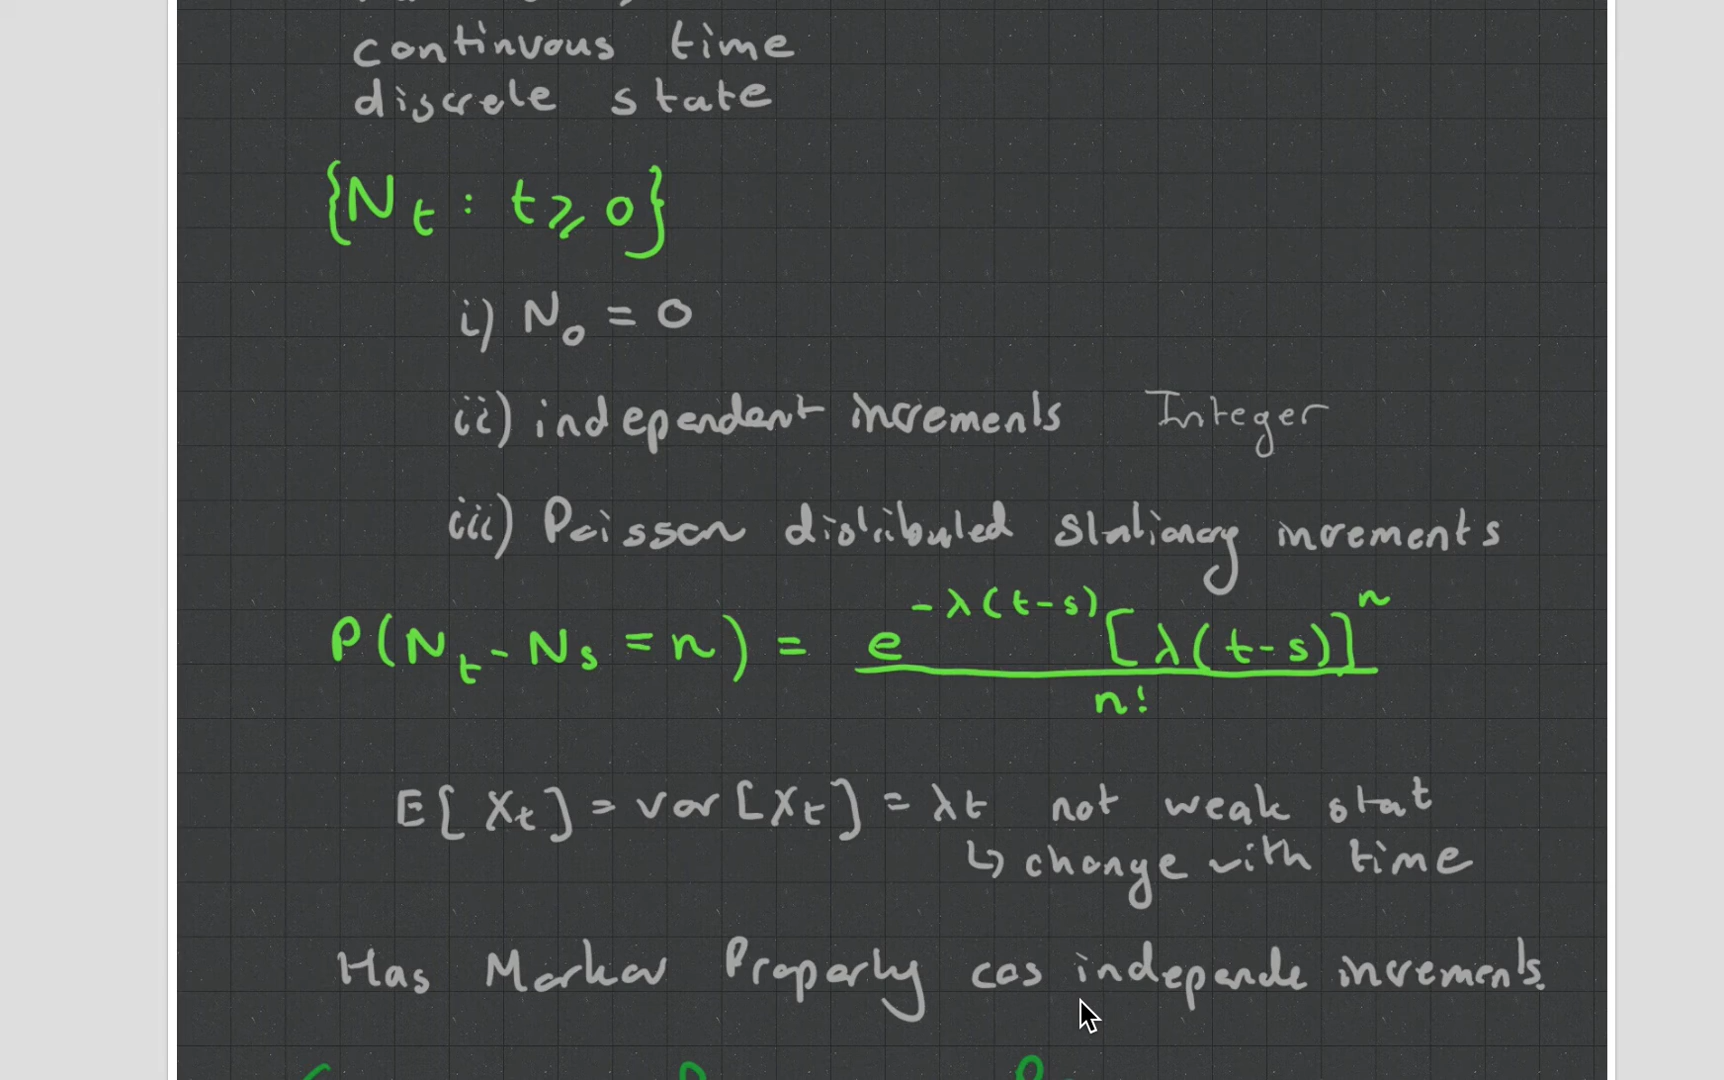 continuous time
discrete state
{N_t : t ⩾ 0}
i) N_0 = 0
ii) independent increments Integer
iii) Poisson distributed stationary increments
P(N_t - N_s = n) = e^{-λ(t-s)} [λ(t-s)]^n / n!
E[X_t] = var[X_t] = λt not weak stat
↳ change with time
Has Markov Property cos independe increments.